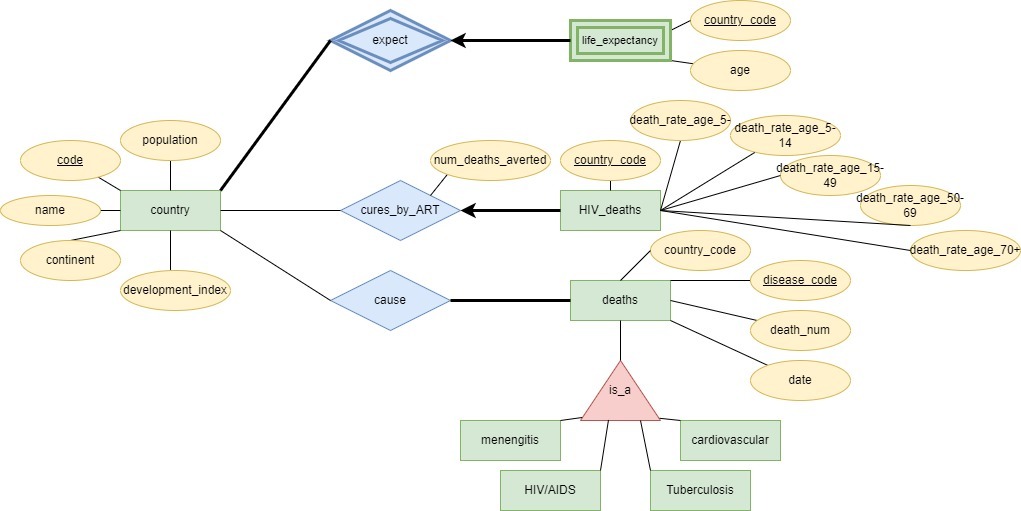 expect
life_expectancy
country_code
age
population
code
name
country
continent
development_index
num_deaths_averted
cures_by_ART
country_code
HIV_deaths
death_rate_age_5-
death_rate_age_5-
14
death_rate_age_15-
49
death_rate_age_50-
69
death_rate_age_70+
cause
deaths
country_code
disease_code
death_num
date
is_a
menengitis
cardiovascular
HIV/AIDS
Tuberculosis